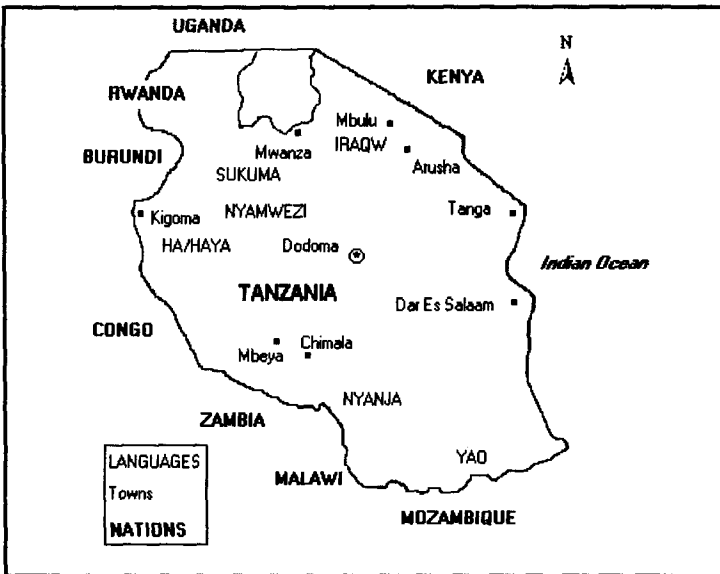 UGANDA
N
KENYA
RWANDA
Mbulu
IRAQW
BURUNDI
Mwanza
Arusha
SUKUMA
Kigoma
NYAMWEZI
Tanga
HA/HAYA
Dodoma
Indian Ocean
TANZANIA
Dar Es Salaam
CONGO
Mbeya
Chimala
NYANJA
ZAMBIA
LANGUAGES
Towns
NATIONS
YAO
MALAWI
MOZAMBIQUE